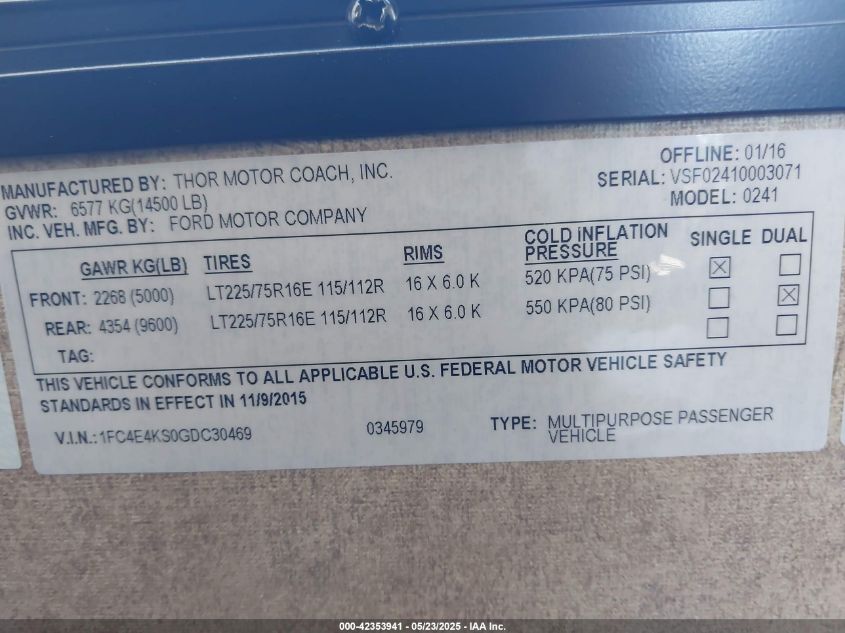 OFFLINE: 01/16
MANUFACTURED BY: THOR MOTOR COACH, INC.
SERIAL: VSF02410003071
GVWR: 6577 KG(14500 LB)
MODEL: 0241
INC. VEH. MFG. BY: FORD MOTOR COMPANY
GAWR KG(LB) TIRES RIMS COLD INFLATION PRESSURE SINGLE DUAL
FRONT: 2268 (5000) LT225/75R16E 115/112R 16 X 6.0 K 520 KPA(75 PSI) ☒ ☐
REAR: 4354 (9600) LT225/75R16E 115/112R 16 X 6.0 K 550 KPA(80 PSI) ☐ ☒
TAG: ☐ ☐
THIS VEHICLE CONFORMS TO ALL APPLICABLE U.S. FEDERAL MOTOR VEHICLE SAFETY
STANDARDS IN EFFECT IN 11/9/2015
V.I.N.: 1FC4E4KS0GDC30469 0345979 TYPE: MULTIPURPOSE PASSENGER
VEHICLE
000-42353941 - 05/23/2025 - IAA Inc.